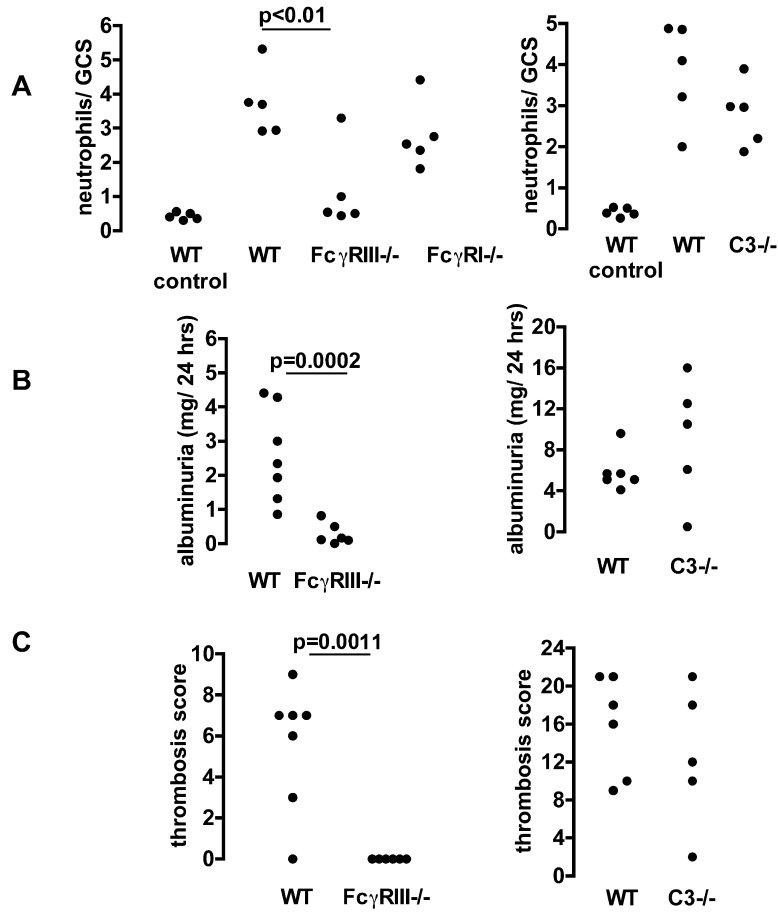 A
neutrophils/ GCS
6
5
4
3
2
1
0
p<0.01
WT
control
WT
FcγRIII-/-
FcγRI-/-
neutrophils/ GCS
5
4
3
2
1
0
WT
control
WT
C3-/-
B
albuminuria (mg/ 24 hrs)
6
5
4
3
2
1
0
p=0.0002
WT
FcγRIII-/-
albuminuria (mg/ 24 hrs)
20
16
12
8
4
0
WT
C3-/-
C
thrombosis score
10
8
6
4
2
0
p=0.0011
WT
FcγRIII-/-
thrombosis score
24
20
16
12
8
4
0
WT
C3-/-